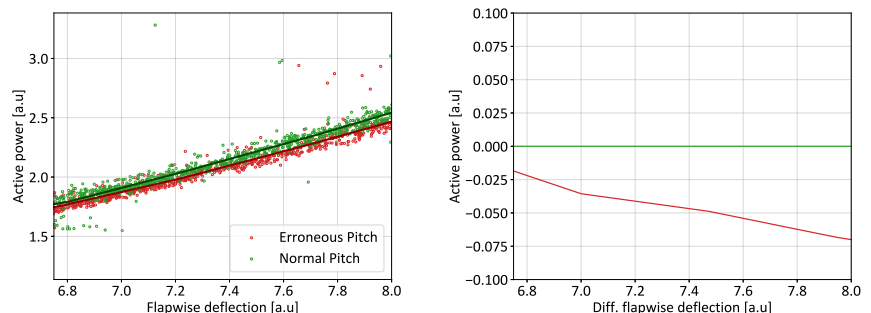 Active power [a.u]
3.0
2.5
2.0
1.5
6.8 7.0 7.2 7.4 7.6 7.8 8.0
Flapwise deflection [a.u]
Erroneous Pitch
Normal Pitch
Active power [a.u]
0.100
0.075
0.050
0.025
0.000
−0.025
−0.050
−0.075
−0.100
6.8 7.0 7.2 7.4 7.6 7.8 8.0
Diff. flapwise deflection [a.u]